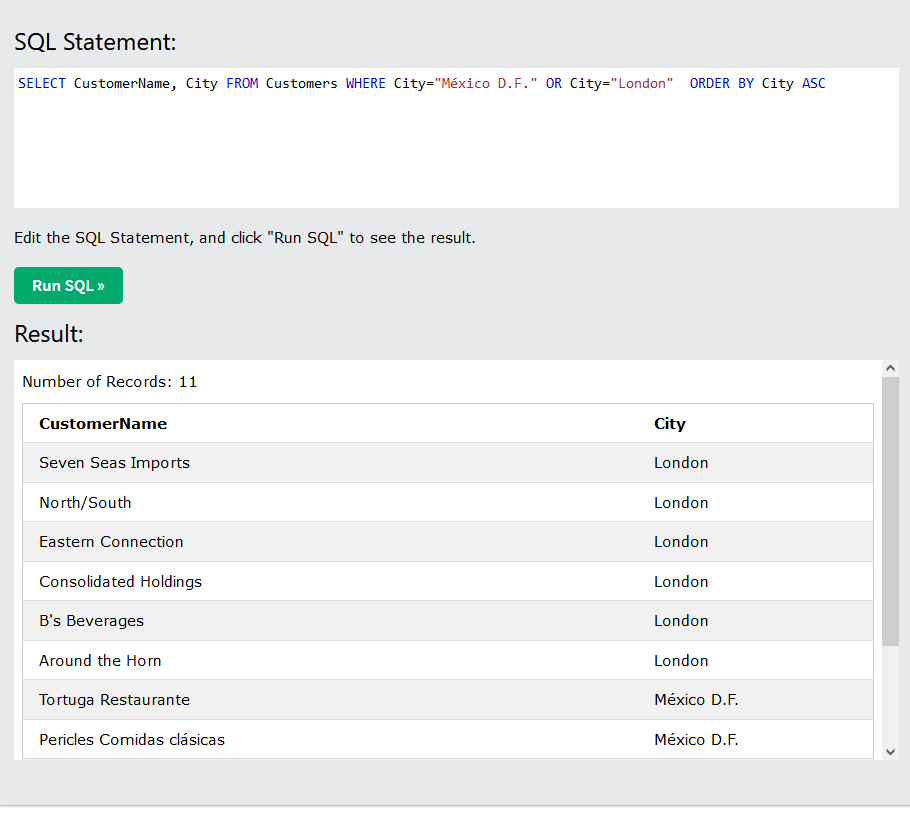 SQL Statement:
SELECT CustomerName, City FROM Customers WHERE City="México D.F." OR City="London"  ORDER BY City ASC
Edit the SQL Statement, and click "Run SQL" to see the result.
Run SQL »
Result:
Number of Records: 11
CustomerName City
Seven Seas Imports London
North/South London
Eastern Connection London
Consolidated Holdings London
B's Beverages London
Around the Horn London
Tortuga Restaurante México D.F.
Pericles Comidas clásicas México D.F.